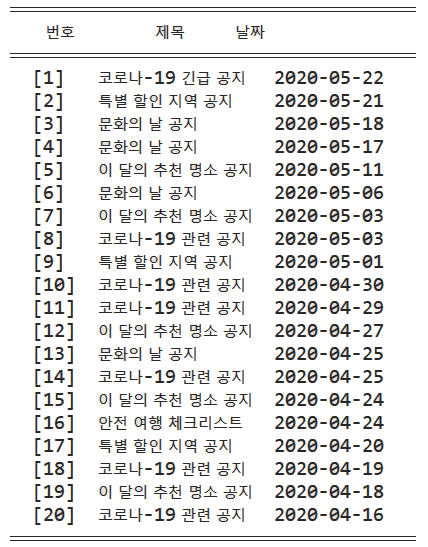 번호 제목 날짜
[1] 코로나-19 긴급 공지 2020-05-22
[2] 특별 할인 지역 공지 2020-05-21
[3] 문화의 날 공지 2020-05-18
[4] 문화의 날 공지 2020-05-17
[5] 이 달의 추천 명소 공지 2020-05-11
[6] 문화의 날 공지 2020-05-06
[7] 이 달의 추천 명소 공지 2020-05-03
[8] 코로나-19 관련 공지 2020-05-03
[9] 특별 할인 지역 공지 2020-05-01
[10] 코로나-19 관련 공지 2020-04-30
[11] 코로나-19 관련 공지 2020-04-29
[12] 이 달의 추천 명소 공지 2020-04-27
[13] 문화의 날 공지 2020-04-25
[14] 코로나-19 관련 공지 2020-04-25
[15] 이 달의 추천 명소 공지 2020-04-24
[16] 안전 여행 체크리스트 2020-04-24
[17] 특별 할인 지역 공지 2020-04-20
[18] 코로나-19 관련 공지 2020-04-19
[19] 이 달의 추천 명소 공지 2020-04-18
[20] 코로나-19 관련 공지 2020-04-16